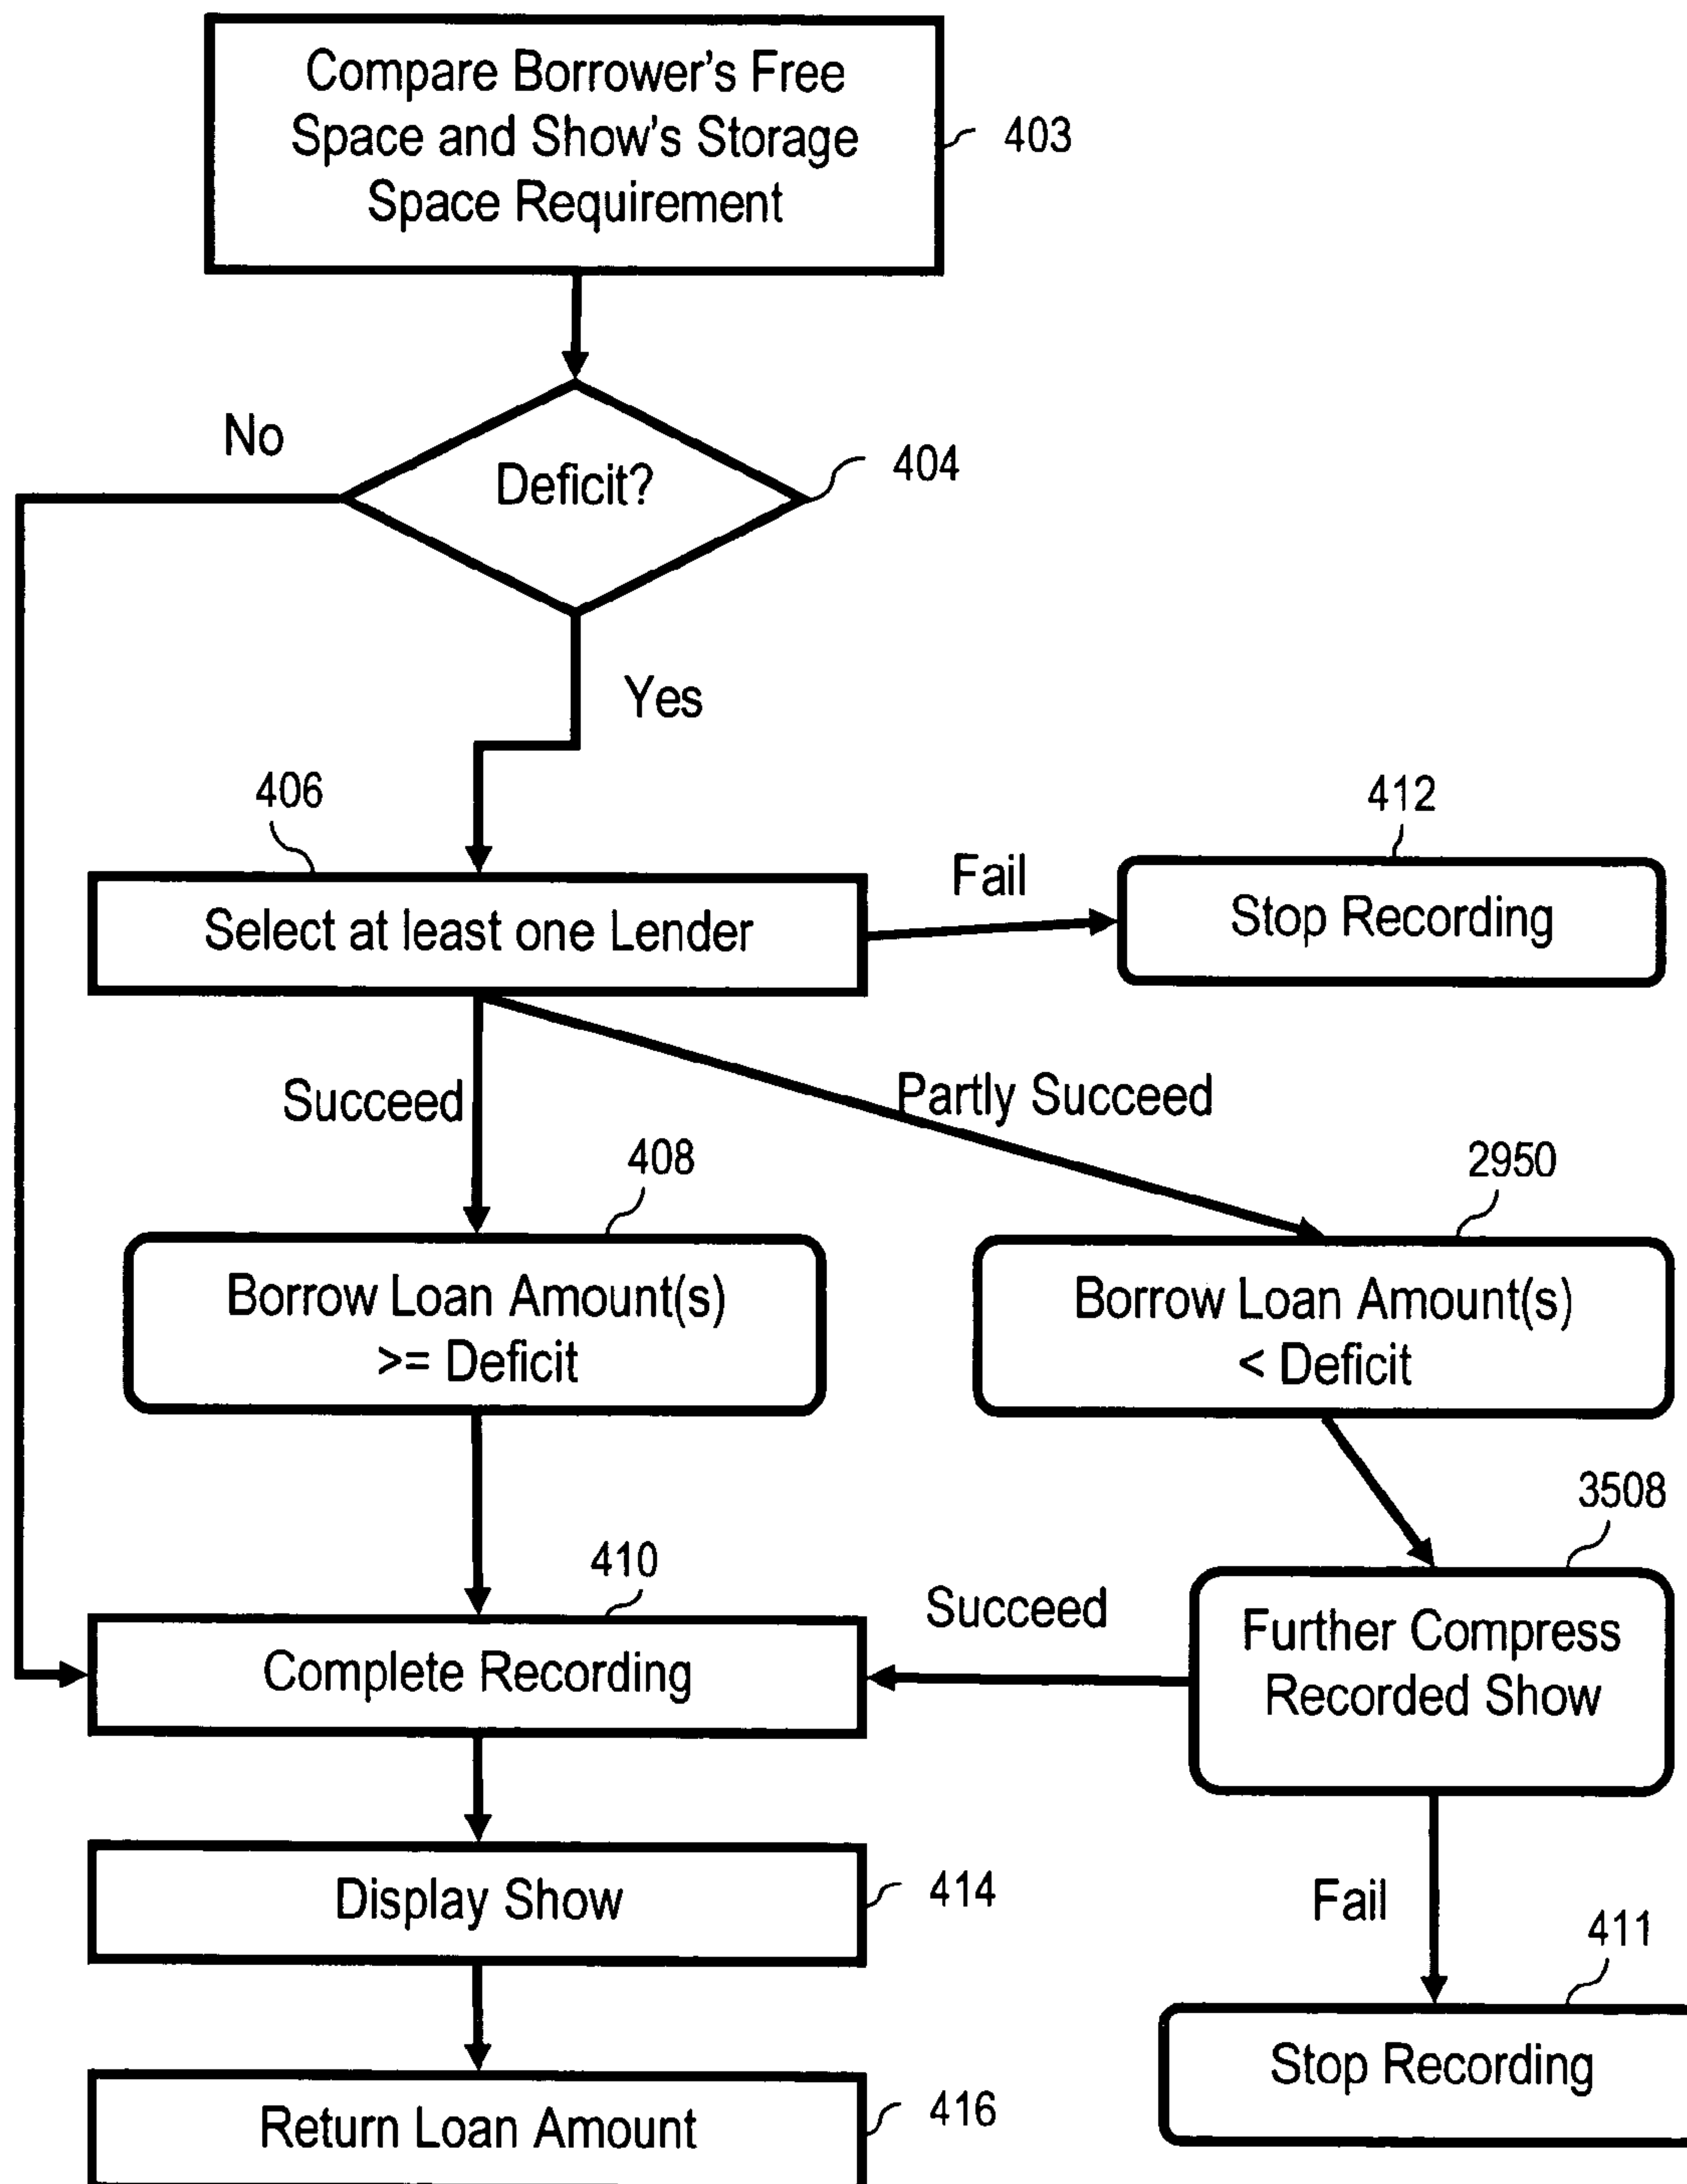 Compare Borrower's Free
Space and Show's Storage
Space Requirement
403
No
Deficit?
404
Yes
406
412
Fail
Select at least one Lender
Stop Recording
Succeed
Partly Succeed
408
2950
Borrow Loan Amount(s)
>= Deficit
Borrow Loan Amount(s)
< Deficit
3508
410
Succeed
Further Compress
Recorded Show
Complete Recording
Display Show
414
Fail
411
Stop Recording
Return Loan Amount
416